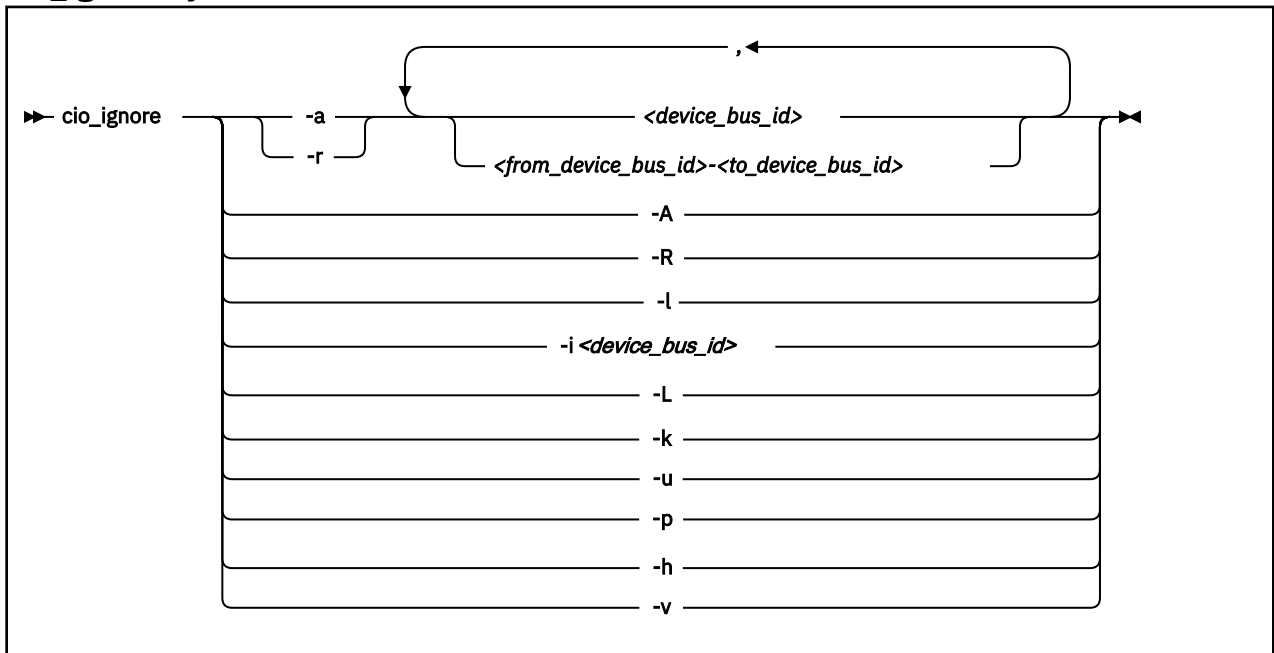 ,
cio_ignore -a <device_bus_id>
-r <from_device_bus_id>-<to_device_bus_id>
-A
-R
-l
-i <device_bus_id>
-L
-k
-u
-p
-h
-v